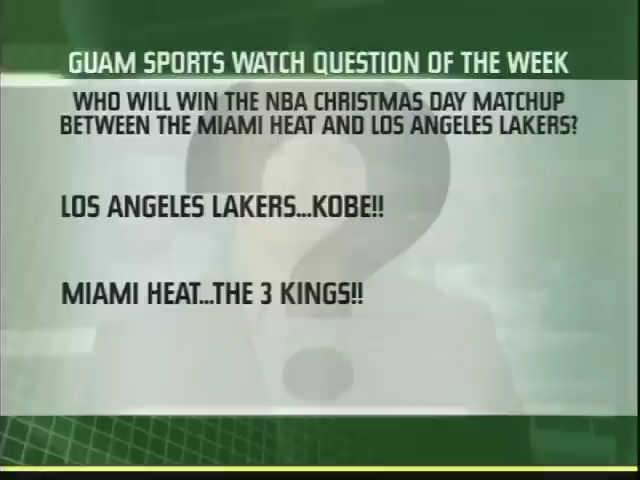 GUAM SPORTS WATCH QUESTION OF THE WEEK
WHO WILL WIN THE NBA CHRISTMAS DAY MATCHUP
BETWEEN THE MIAMI HEAT AND LOS ANGELES LAKERS?
LOS ANGELES LAKERS...KOBE!!
MIAMI HEAT...THE 3 KINGS!!
?